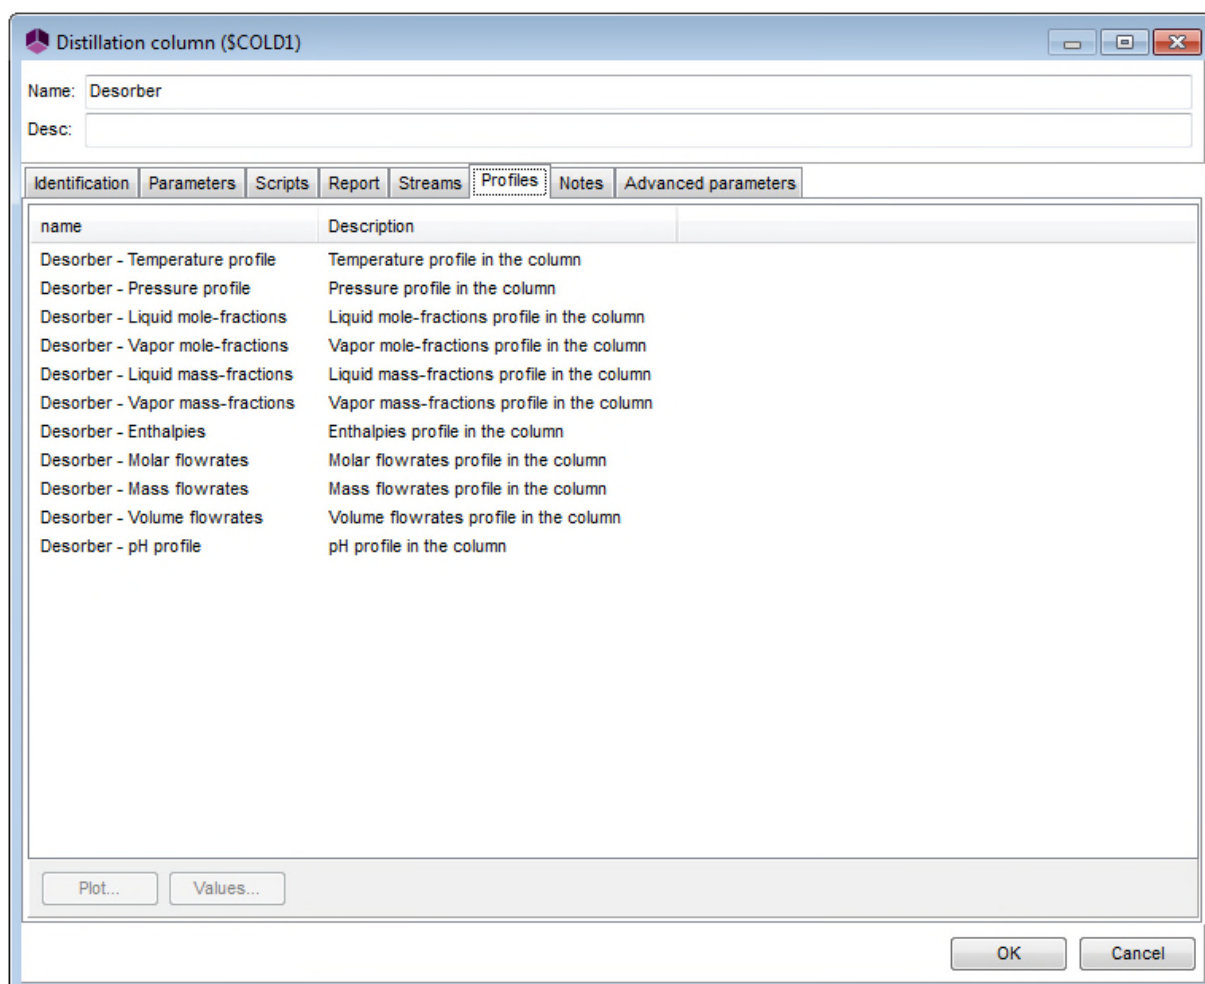 Distillation column ($COLD1)
Name: Desorber
Desc:
Identification Parameters Scripts Report Streams Profiles Notes Advanced parameters
name Description
Desorber - Temperature profile Temperature profile in the column
Desorber - Pressure profile Pressure profile in the column
Desorber - Liquid mole-fractions Liquid mole-fractions profile in the column
Desorber - Vapor mole-fractions Vapor mole-fractions profile in the column
Desorber - Liquid mass-fractions Liquid mass-fractions profile in the column
Desorber - Vapor mass-fractions Vapor mass-fractions profile in the column
Desorber - Enthalpies Enthalpies profile in the column
Desorber - Molar flowrates Molar flowrates profile in the column
Desorber - Mass flowrates Mass flowrates profile in the column
Desorber - Volume flowrates Volume flowrates profile in the column
Desorber - pH profile pH profile in the column
Plot... Values...
OK Cancel